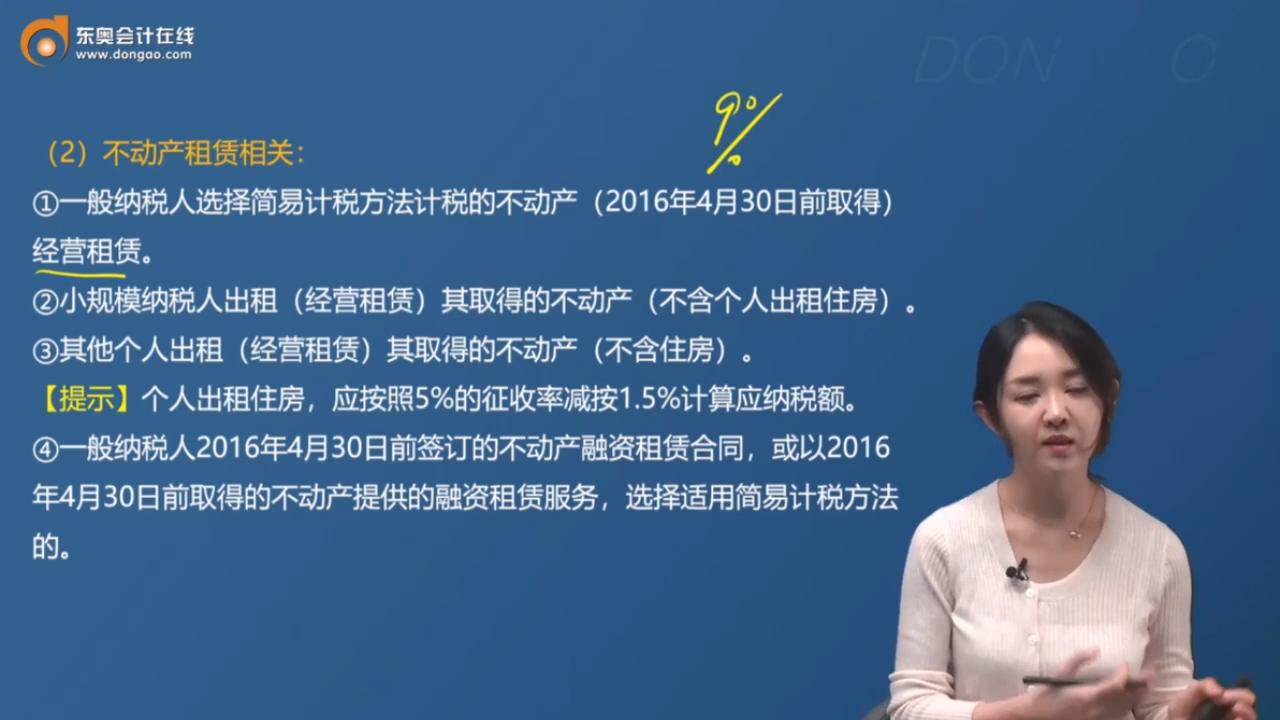 东奥会计在线
www.dongao.com
DON O
9%
（2）不动产租赁相关：
①一般纳税人选择简易计税方法计税的不动产（2016年4月30日前取得）
经营租赁。
②小规模纳税人出租（经营租赁）其取得的不动产（不含个人出租住房）。
③其他个人出租（经营租赁）其取得的不动产（不含住房）。
【提示】个人出租住房，应按照5%的征收率减按1.5%计算应纳税额。
④一般纳税人2016年4月30日前签订的不动产融资租赁合同，或以2016
年4月30日前取得的不动产提供的融资租赁服务，选择适用简易计税方法
的。